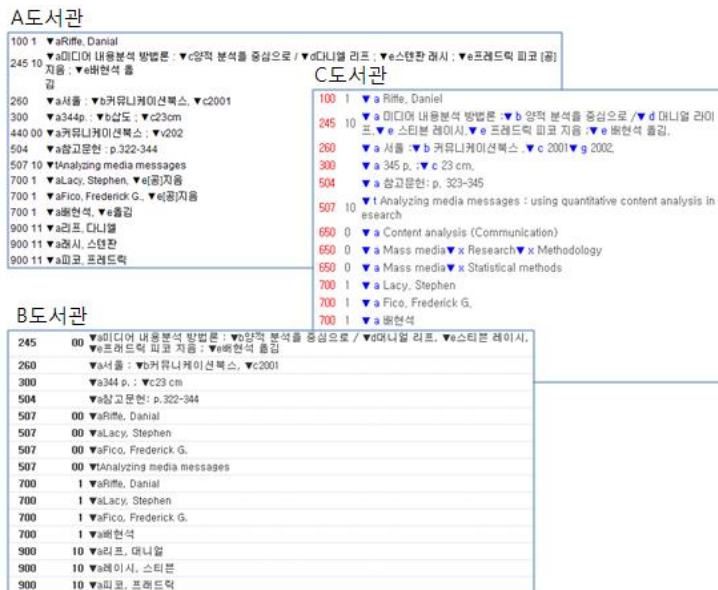 A도서관
100 1 ▼aRiffe, Danial
245 10 ▼a미디어 내용분석 방법론 : ▼c양적 분석을 중심으로 / ▼d다니엘 리프 ; ▼e스텐판 래시 ; ▼e프레드릭 피코 [공]
지음 ; ▼e배현석 옮
김
260 ▼a서울 : ▼b커뮤니케이션북스, ▼c2001
300 ▼a344p. : ▼b삽도 ; ▼c23cm
440 00 ▼a커뮤니케이션북스 ; ▼v202
504 ▼a참고문헌 : p.322-344
507 10 ▼tAnalyzing media messages
700 1 ▼aLacy, Stephen, ▼e[공]지음
700 1 ▼aFico, Frederick G., ▼e[공]지음
700 1 ▼a배현석, ▼e옮김
900 11 ▼a리프, 다니엘
900 11 ▼a래시, 스텐판
900 11 ▼a피코, 프레드릭
C도서관
100 1 ▼a Riffe, Daniel
245 10 ▼a 미디어 내용분석 방법론 :▼b 양적 분석을 중심으로 /▼d 대니얼 라이
프,▼e 스티븐 레이시,▼e 프레드릭 피코 지음 ;▼e 배현석 옮김.
260 ▼a 서울 :▼b 커뮤니케이션북스 ,▼c 2001▼g 2002.
300 ▼a 345 p. ;▼c 23 cm.
504 ▼a 참고문헌: p. 323-345
507 10 ▼t Analyzing media messages : using quantitative content analysis in
esearch
650 0 ▼a Content analysis (Communication)
650 0 ▼a Mass media▼x Research▼x Methodology
650 0 ▼a Mass media▼x Statistical methods
700 1 ▼a Lacy, Stephen
700 1 ▼a Fico, Frederick G.
700 1 ▼a 배현석
B도서관
245 00 ▼a미디어 내용분석 방법론 : ▼b양적 분석을 중심으로 / ▼d대니얼 리프, ▼e스티븐 레이시,
▼e프래드릭 피코 지음 ; ▼e배현석 옮김
260 ▼a서울 : ▼b커뮤니케이션북스, ▼c2001
300 ▼a344 p. ; ▼c23 cm
504 ▼a참고문헌: p.322-344
507 00 ▼aRiffe, Danial
507 00 ▼aLacy, Stephen
507 00 ▼aFico, Frederick G.
507 00 ▼tAnalyzing media messages
700 1 ▼aRiffe, Danial
700 1 ▼aLacy, Stephen
700 1 ▼aFico, Frederick G.
700 1 ▼a배현석
900 10 ▼a리프, 대니얼
900 10 ▼a레이시, 스티븐
900 10 ▼a피코, 프래드릭